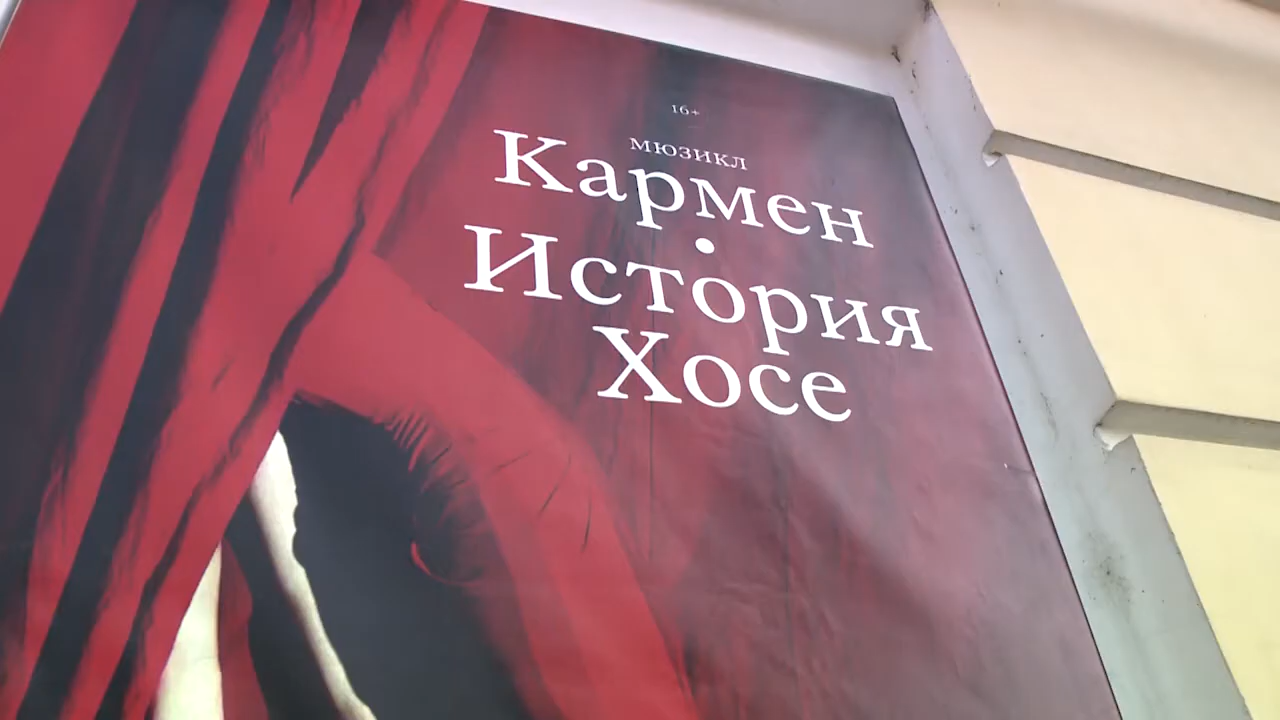 16+
мюзикл
Кармен
•
История
Хосе